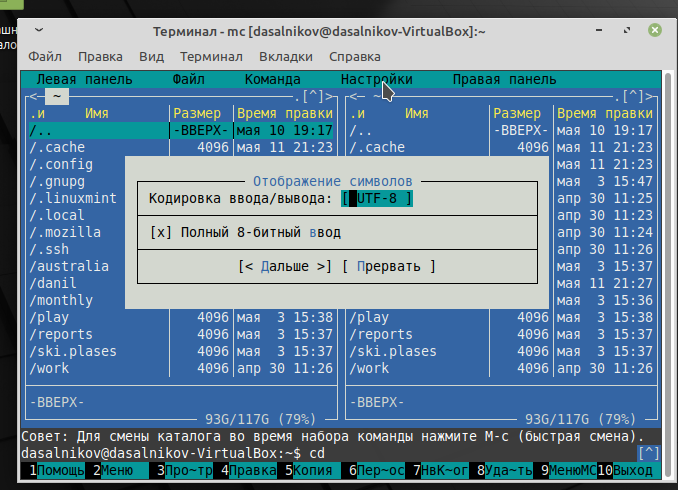 ашн
ало
Терминал - mc [dasalnikov@dasalnikov-VirtualBox]:~
Файл Правка Вид Терминал Вкладки Справка
Левая панель Файл Команда Настройки Правая панель
<─ ~ .[^]> <─ ~ .[^]>
.и Имя Размер Время правки .и Имя Размер Время правки
/.. -ВВЕРХ- мая 10 19:17 /.. -ВВЕРХ- мая 10 19:17
/.cache 4096 мая 11 21:23 /.cache 4096 мая 11 21:23
/.config мая 11 21:23
/.gnupg мая 3 15:47
/.linuxmint апр 30 11:25
/.local апр 30 11:23
/.mozilla апр 30 11:24
/.ssh апр 30 11:26
/australia мая 3 15:37
/danil мая 11 21:27
/monthly мая 3 15:36
Отображение символов
Кодировка ввода/вывода: [ UTF-8 ]
[x] Полный 8-битный ввод
[< Дальше >] [ Прервать ]
/play 4096 мая 3 15:38 /play 4096 мая 3 15:38
/reports 4096 мая 3 15:37 /reports 4096 мая 3 15:37
/ski.plases 4096 мая 3 15:37 /ski.plases 4096 мая 3 15:37
/work 4096 апр 30 11:26 /work 4096 апр 30 11:26
-ВВЕРХ- -ВВЕРХ-
93G/117G (79%) 93G/117G (79%)
Совет: Для смены каталога во время набора команды нажмите M-c (быстрая смена).
dasalnikov@dasalnikov-VirtualBox:~$ cd [^]
1Помощь 2Меню 3Про~тр 4Правка 5Копия 6Пер~ос 7НвК~ог 8Уда~ть 9МенюMC 10Выход